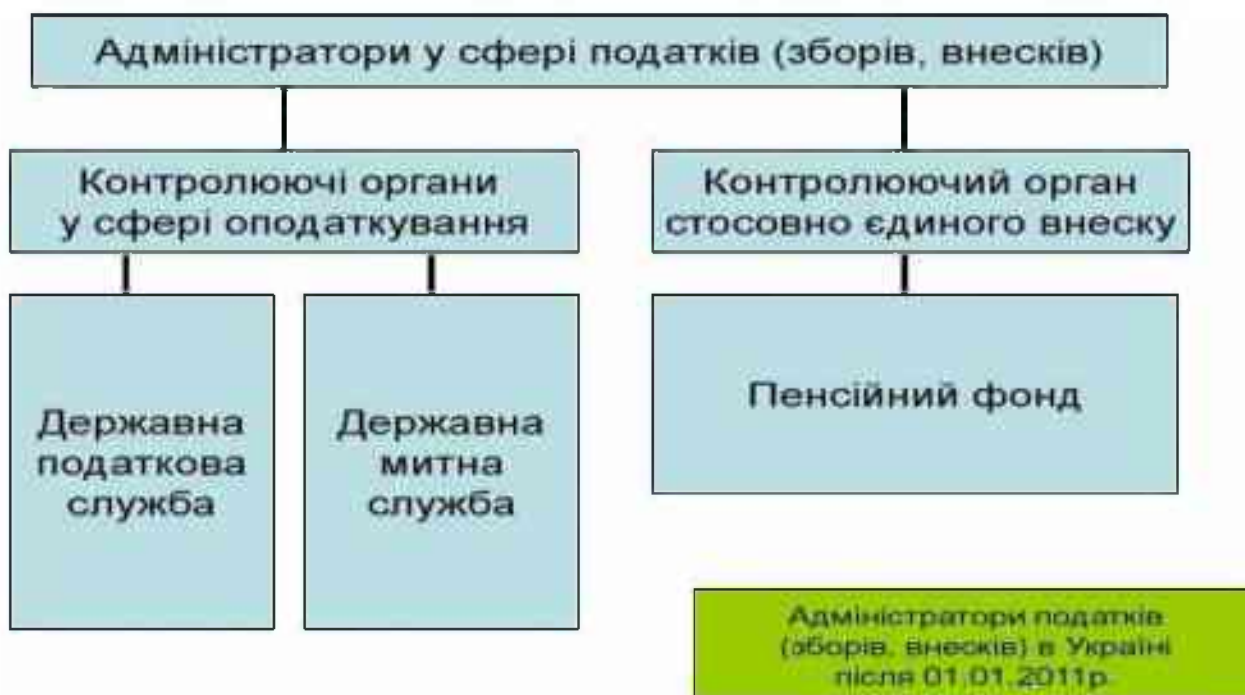 Адміністратори у сфері податків (зборів, внесків)
Контролюючі органи
у сфері оподаткування
Контролюючий орган
стосовно єдиного внеску
Державна
податкова
служба
Державна
митна
служба
Пенсійний фонд
Адміністратори податків
(зборів, внесків) в Україні
після 01.01.2011р.